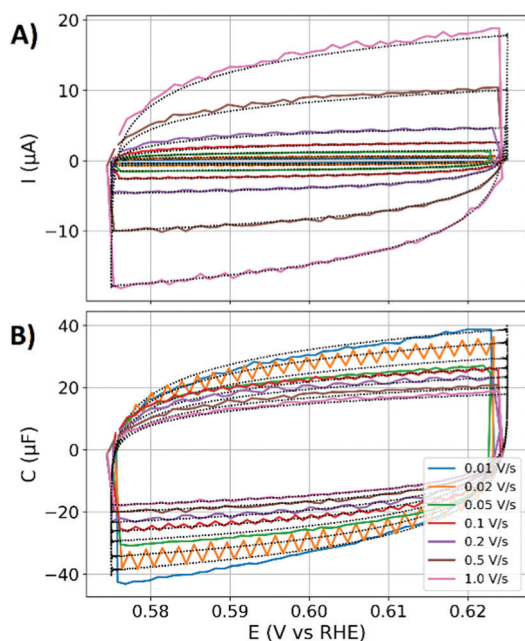 A)
I (µA)
20
10
0
−10
B)
C (µF)
40
20
0
−20
−40
0.01 V/s
0.02 V/s
0.05 V/s
0.1 V/s
0.2 V/s
0.5 V/s
1.0 V/s
0.58
0.59
0.60
0.61
0.62
E (V vs RHE)